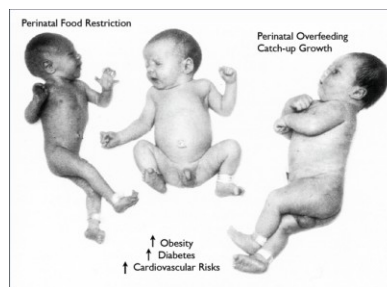 Perinatal Food Restriction
Perinatal Overfeeding
Catch-up Growth
↑ Obesity
↑ Diabetes
↑ Cardiovascular Risks